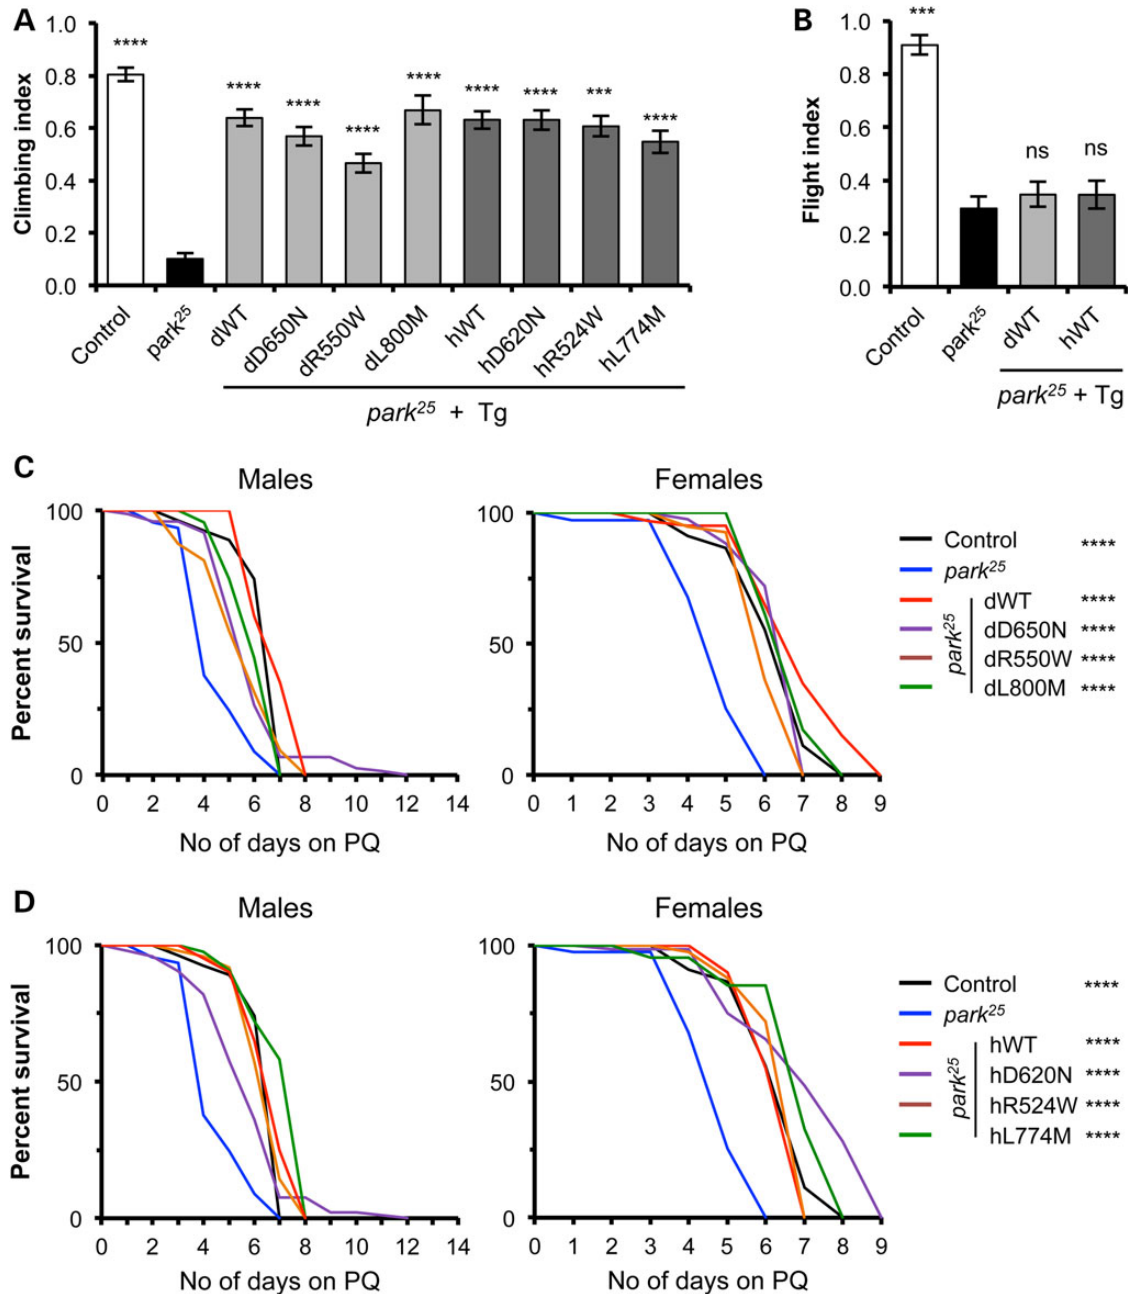 A
Climbing index
1.0
0.8
0.6
0.4
0.2
0.0
**** **** **** **** **** **** **** *** ****
Control park25 dWT dD650N dR550W dL800M hWT hD620N hR524W hL774M
park25 + Tg
B
Flight index
1.0
0.8
0.6
0.4
0.2
0.0
*** ns ns
Control park25 dWT hWT
park25 + Tg
C
Males
Percent survival
100
50
0
0 2 4 6 8 10 12 14
No of days on PQ
Females
100
50
0
0 1 2 3 4 5 6 7 8 9
No of days on PQ
Control ****
park25
park25
dWT ****
dD650N ****
dR550W ****
dL800M ****
D
Males
Percent survival
100
50
0
0 2 4 6 8 10 12 14
No of days on PQ
Females
100
50
0
0 1 2 3 4 5 6 7 8 9
No of days on PQ
Control ****
park25
park25
hWT ****
hD620N ****
hR524W ****
hL774M ****